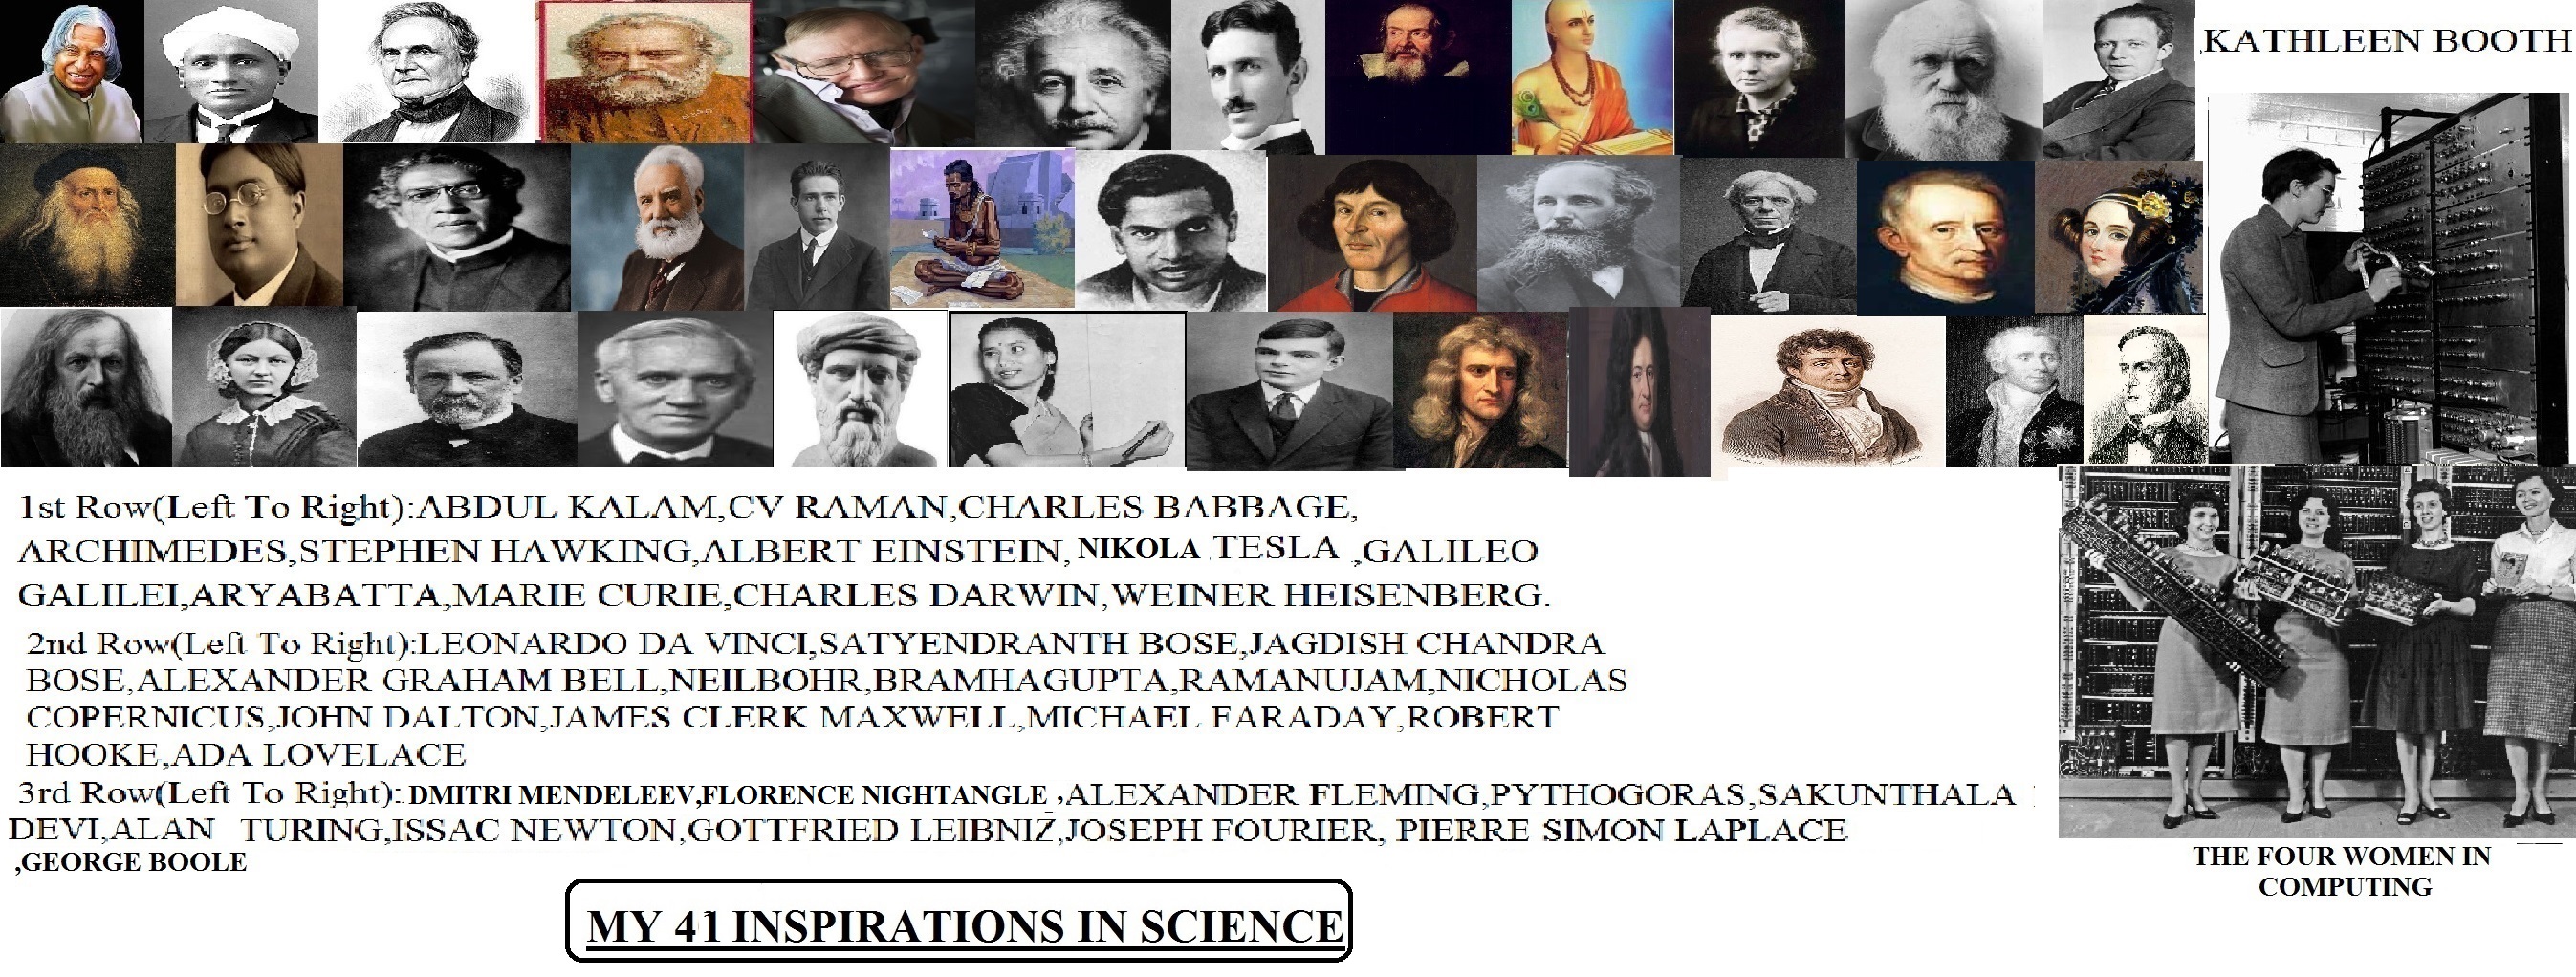 ,KATHLEEN BOOTH
1st Row(Left To Right):ABDUL KALAM,CV RAMAN,CHARLES BABBAGE,
ARCHIMEDES,STEPHEN HAWKING,ALBERT EINSTEIN, NIKOLA TESLA ,GALILEO
GALILEI,ARYABATTA,MARIE CURIE,CHARLES DARWIN,WEINER HEISENBERG.
2nd Row(Left To Right):LEONARDO DA VINCI,SATYENDRANTH BOSE,JAGDISH CHANDRA
BOSE,ALEXANDER GRAHAM BELL,NEILBOHR,BRAMHAGUPTA,RAMANUJAM,NICHOLAS
COPERNICUS,JOHN DALTON,JAMES CLERK MAXWELL,MICHAEL FARADAY,ROBERT
HOOKE,ADA LOVELACE
3rd Row(Left To Right):DMITRI MENDELEEV,FLORENCE NIGHTANGLE ,ALEXANDER FLEMING,PYTHOGORAS,SAKUNTHALA
DEVI,ALAN TURING,ISSAC NEWTON,GOTTFRIED LEIBNIZ,JOSEPH FOURIER, PIERRE SIMON LAPLACE
,GEORGE BOOLE
THE FOUR WOMEN IN
COMPUTING
MY 41 INSPIRATIONS IN SCIENCE